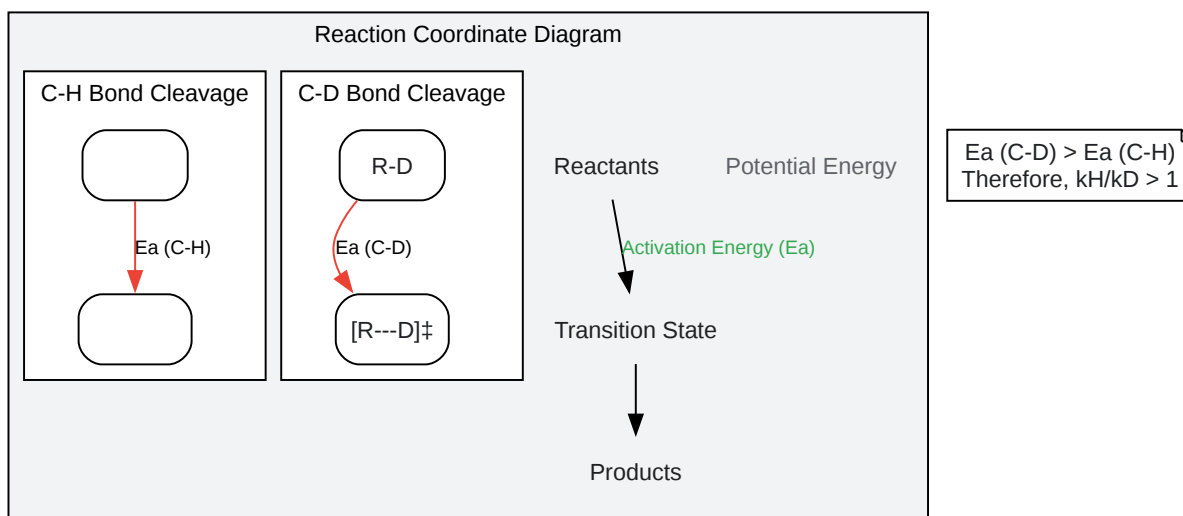 Reaction Coordinate Diagram
C-H Bond Cleavage
C-D Bond Cleavage
R-D
Reactants
Potential Energy
Ea (C-D) > Ea (C-H)
Therefore, kH/kD > 1
Ea (C-H)
Ea (C-D)
Activation Energy (Ea)
[R---D]‡
Transition State
Products